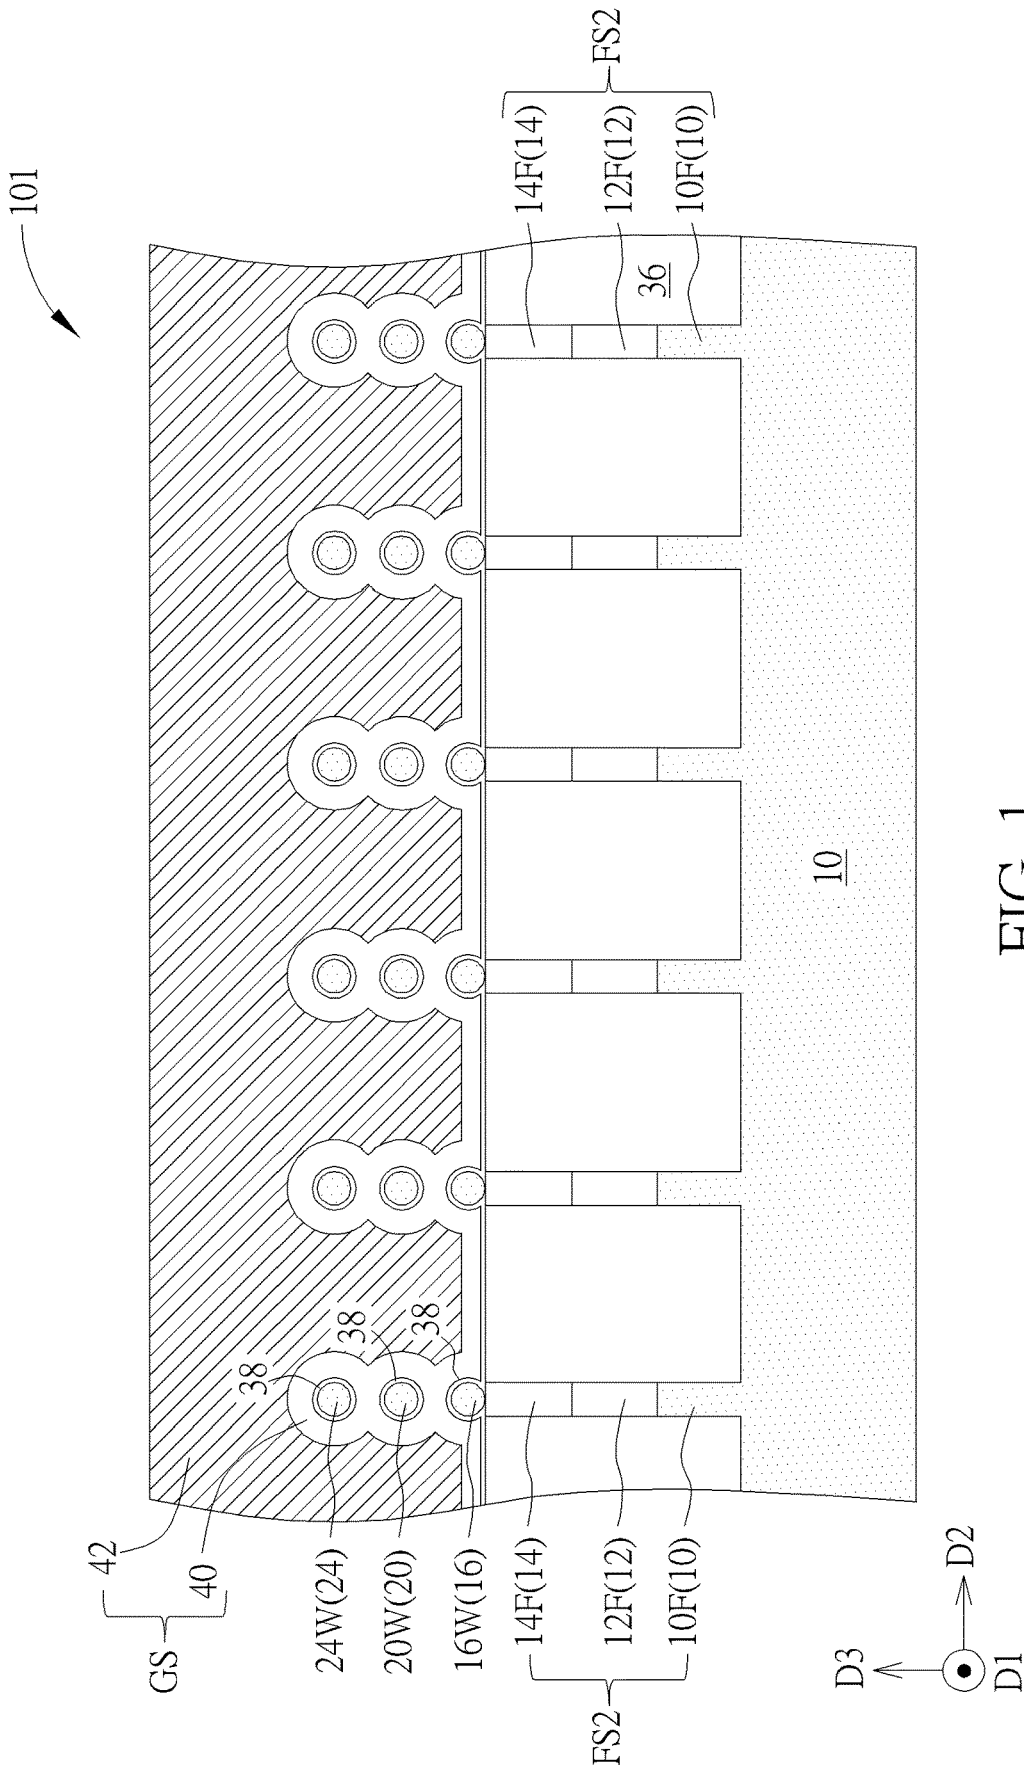 101
GS
42
40
38
38
38
24W(24)
20W(20)
16W(16)
FS2
14F(14)
12F(12)
10F(10)
FS2
14F(14)
12F(12)
10F(10)
36
10
D3
D2
D1
FIG. 1